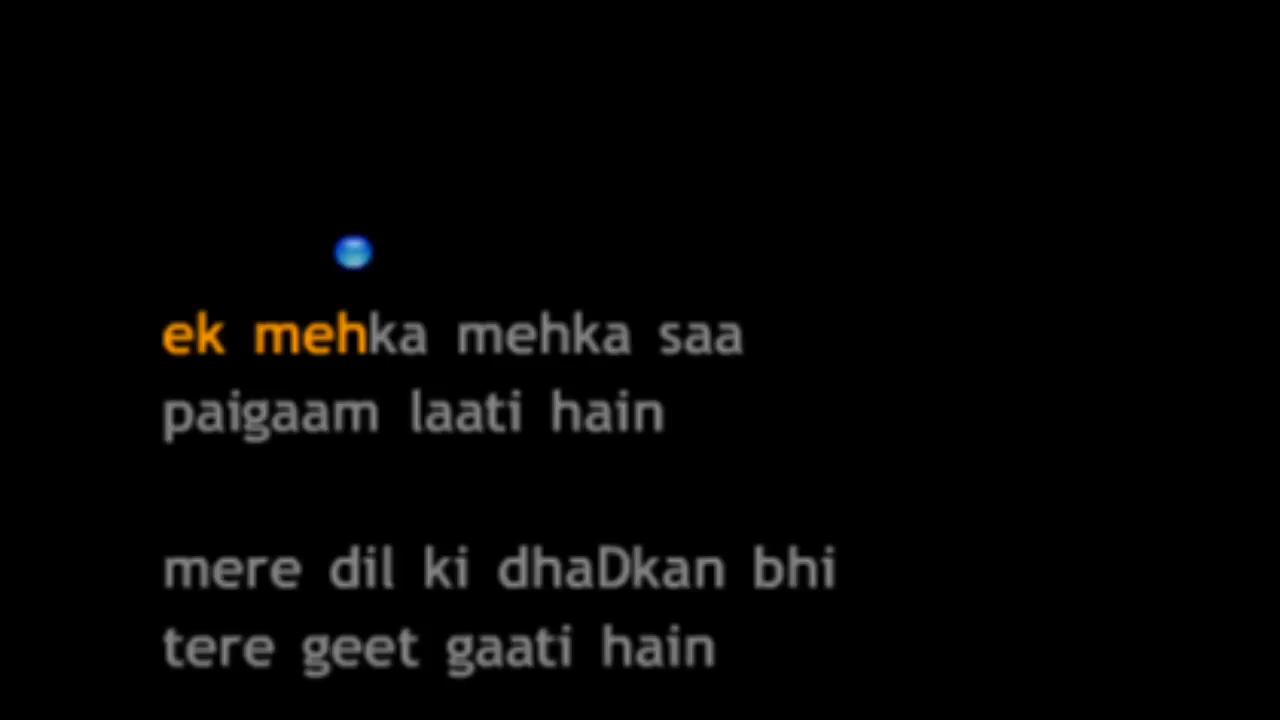 ek mehka mehka saa
paigaam laati hain
mere dil ki dhaDkan bhi
tere geet gaati hain